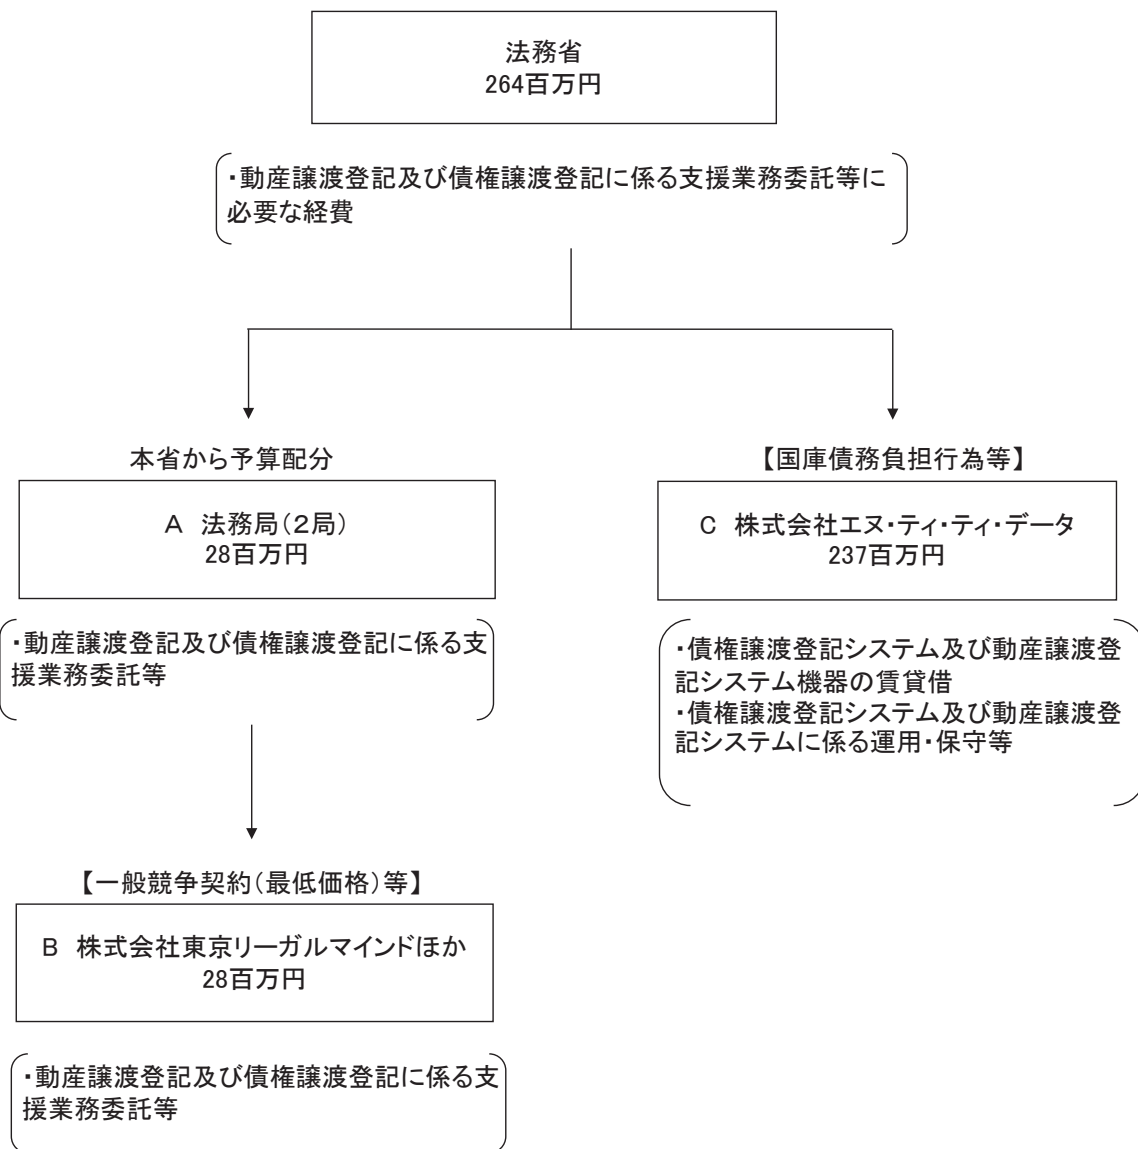 法務省
264百万円
・動産譲渡登記及び債権譲渡登記に係る支援業務委託等に
必要な経費
本省から予算配分
A 法務局(2局)
28百万円
・動産譲渡登記及び債権譲渡登記に係る支
援業務委託等
【一般競争契約(最低価格)等】
B 株式会社東京リーガルマインドほか
28百万円
・動産譲渡登記及び債権譲渡登記に係る支
援業務委託等
【国庫債務負担行為等】
C 株式会社エヌ・ティ・ティ・データ
237百万円
・債権譲渡登記システム及び動産譲渡登
記システム機器の賃貸借
・債権譲渡登記システム及び動産譲渡登
記システムに係る運用・保守等